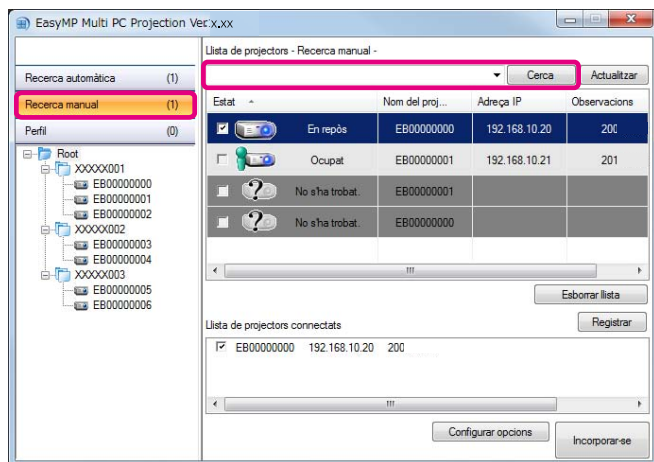 EasyMP Multi PC Projection Ver.x.xx
Llista de projectors - Recerca manual -
Recerca automàtica (1)
Cerca
Actualitzar
Recerca manual (1)
Estat Nom del proj... Adreça IP Observacions
Perfil (0)
En repòs EB00000000 192.168.10.20 200
Ocupat EB00000001 192.168.10.21 201
No s'ha trobat. EB00000001
No s'ha trobat. EB00000000
Root
XXXXX001
EB00000000
EB00000001
EB00000002
XXXXX002
EB00000003
EB00000004
XXXXX003
EB00000005
EB00000006
Esborrar llista
Llista de projectors connectats
Registrar
EB00000000 192.168.10.20 200
Configurar opcions
Incorporar-se